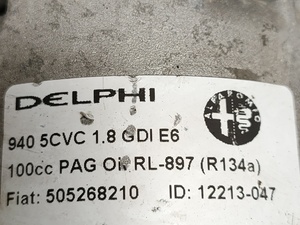 DELPHI
ALFA ROMEO
940 5CVC 1.8 GDI E6
100cc PAG OIL RL-897 (R134a)
Fiat: 505268210 ID: 12213-047